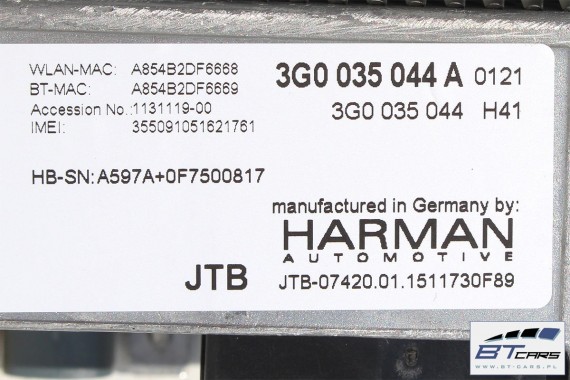 WLAN-MAC: A854B2DF6668
BT-MAC: A854B2DF6669
Accession No.:1131119-00
IMEI: 355091051621761
3G0 035 044 A 0121
3G0 035 044 H41
HB-SN:A597A+0F7500817
manufactured in Germany by:
HARMAN
AUTOMOTIVE
JTB JTB-07420.01.1511730F89
BTCARS
WWW.BT-CARS.PL